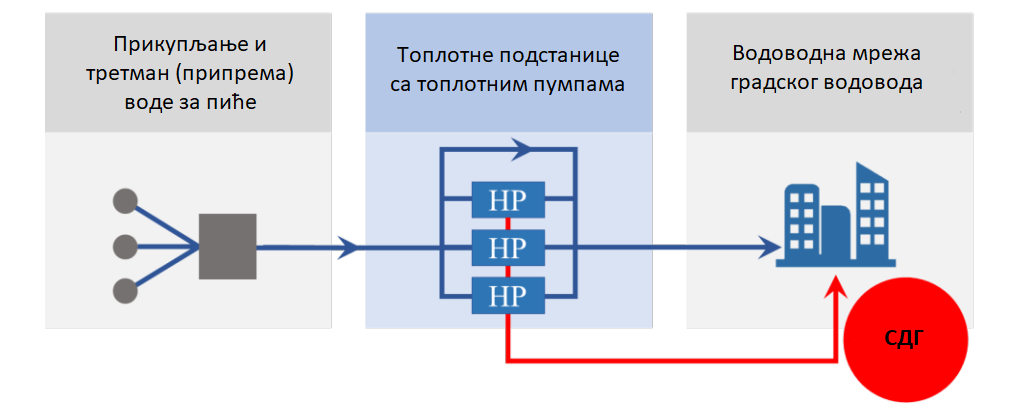 Прикупљање и
третман (припрема)
воде за пиће
Топлотне подстанице
са топлотним пумпама
Водоводна мрежа
градског водовода
HP
HP
HP
СДГ